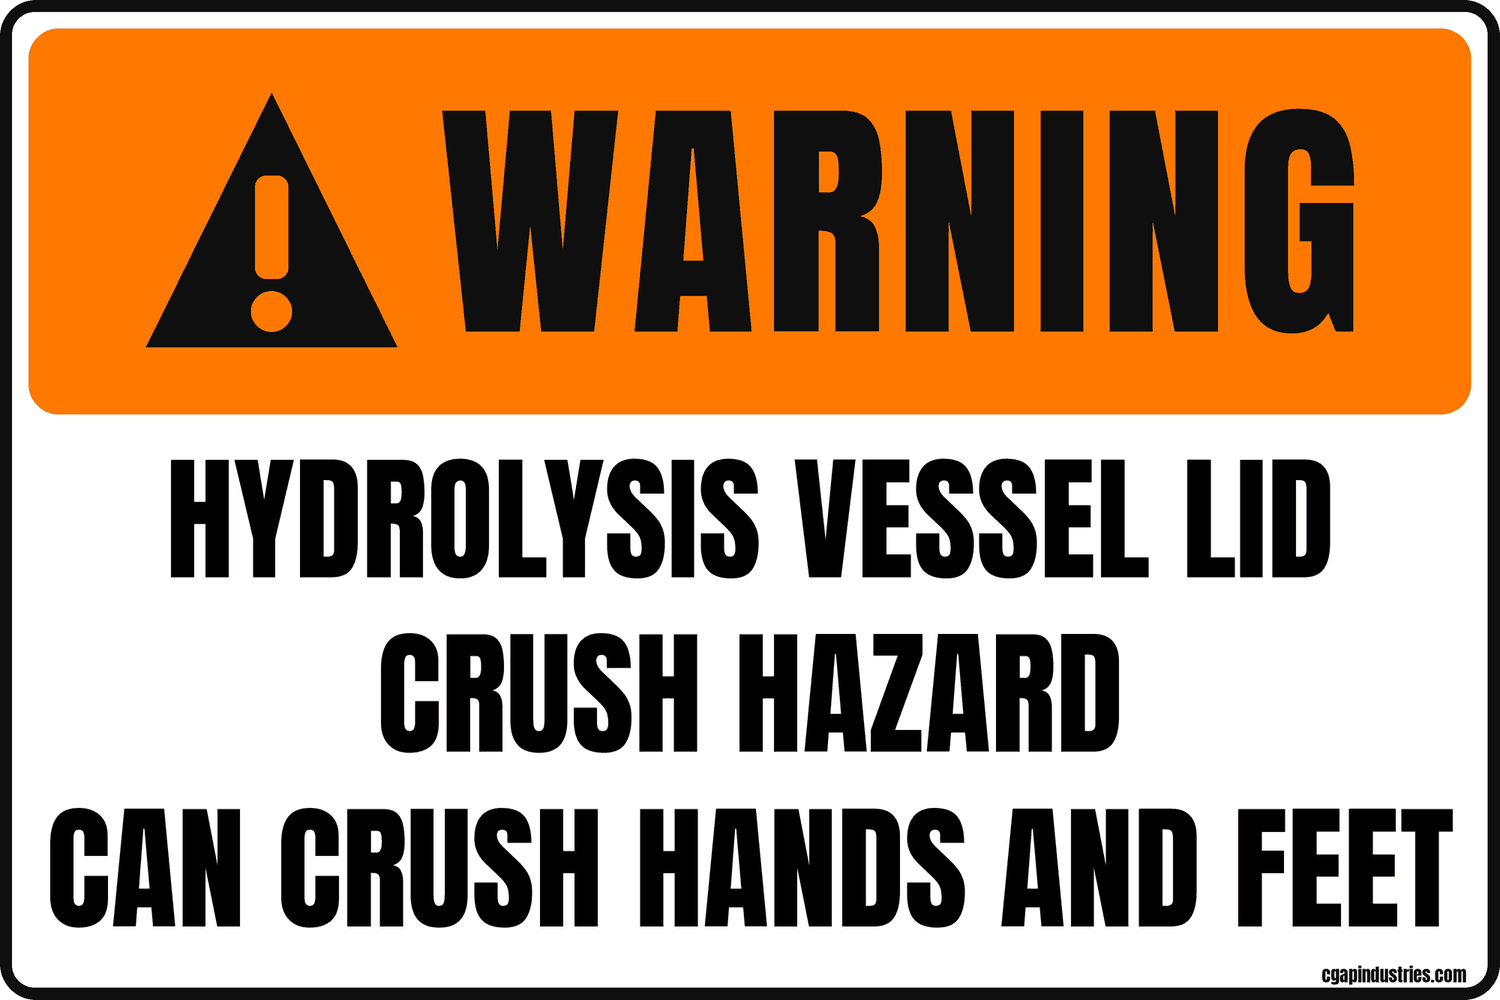 WARNING
HYDROLYSIS VESSEL LID
CRUSH HAZARD
CAN CRUSH HANDS AND FEET
cgapindustries.com